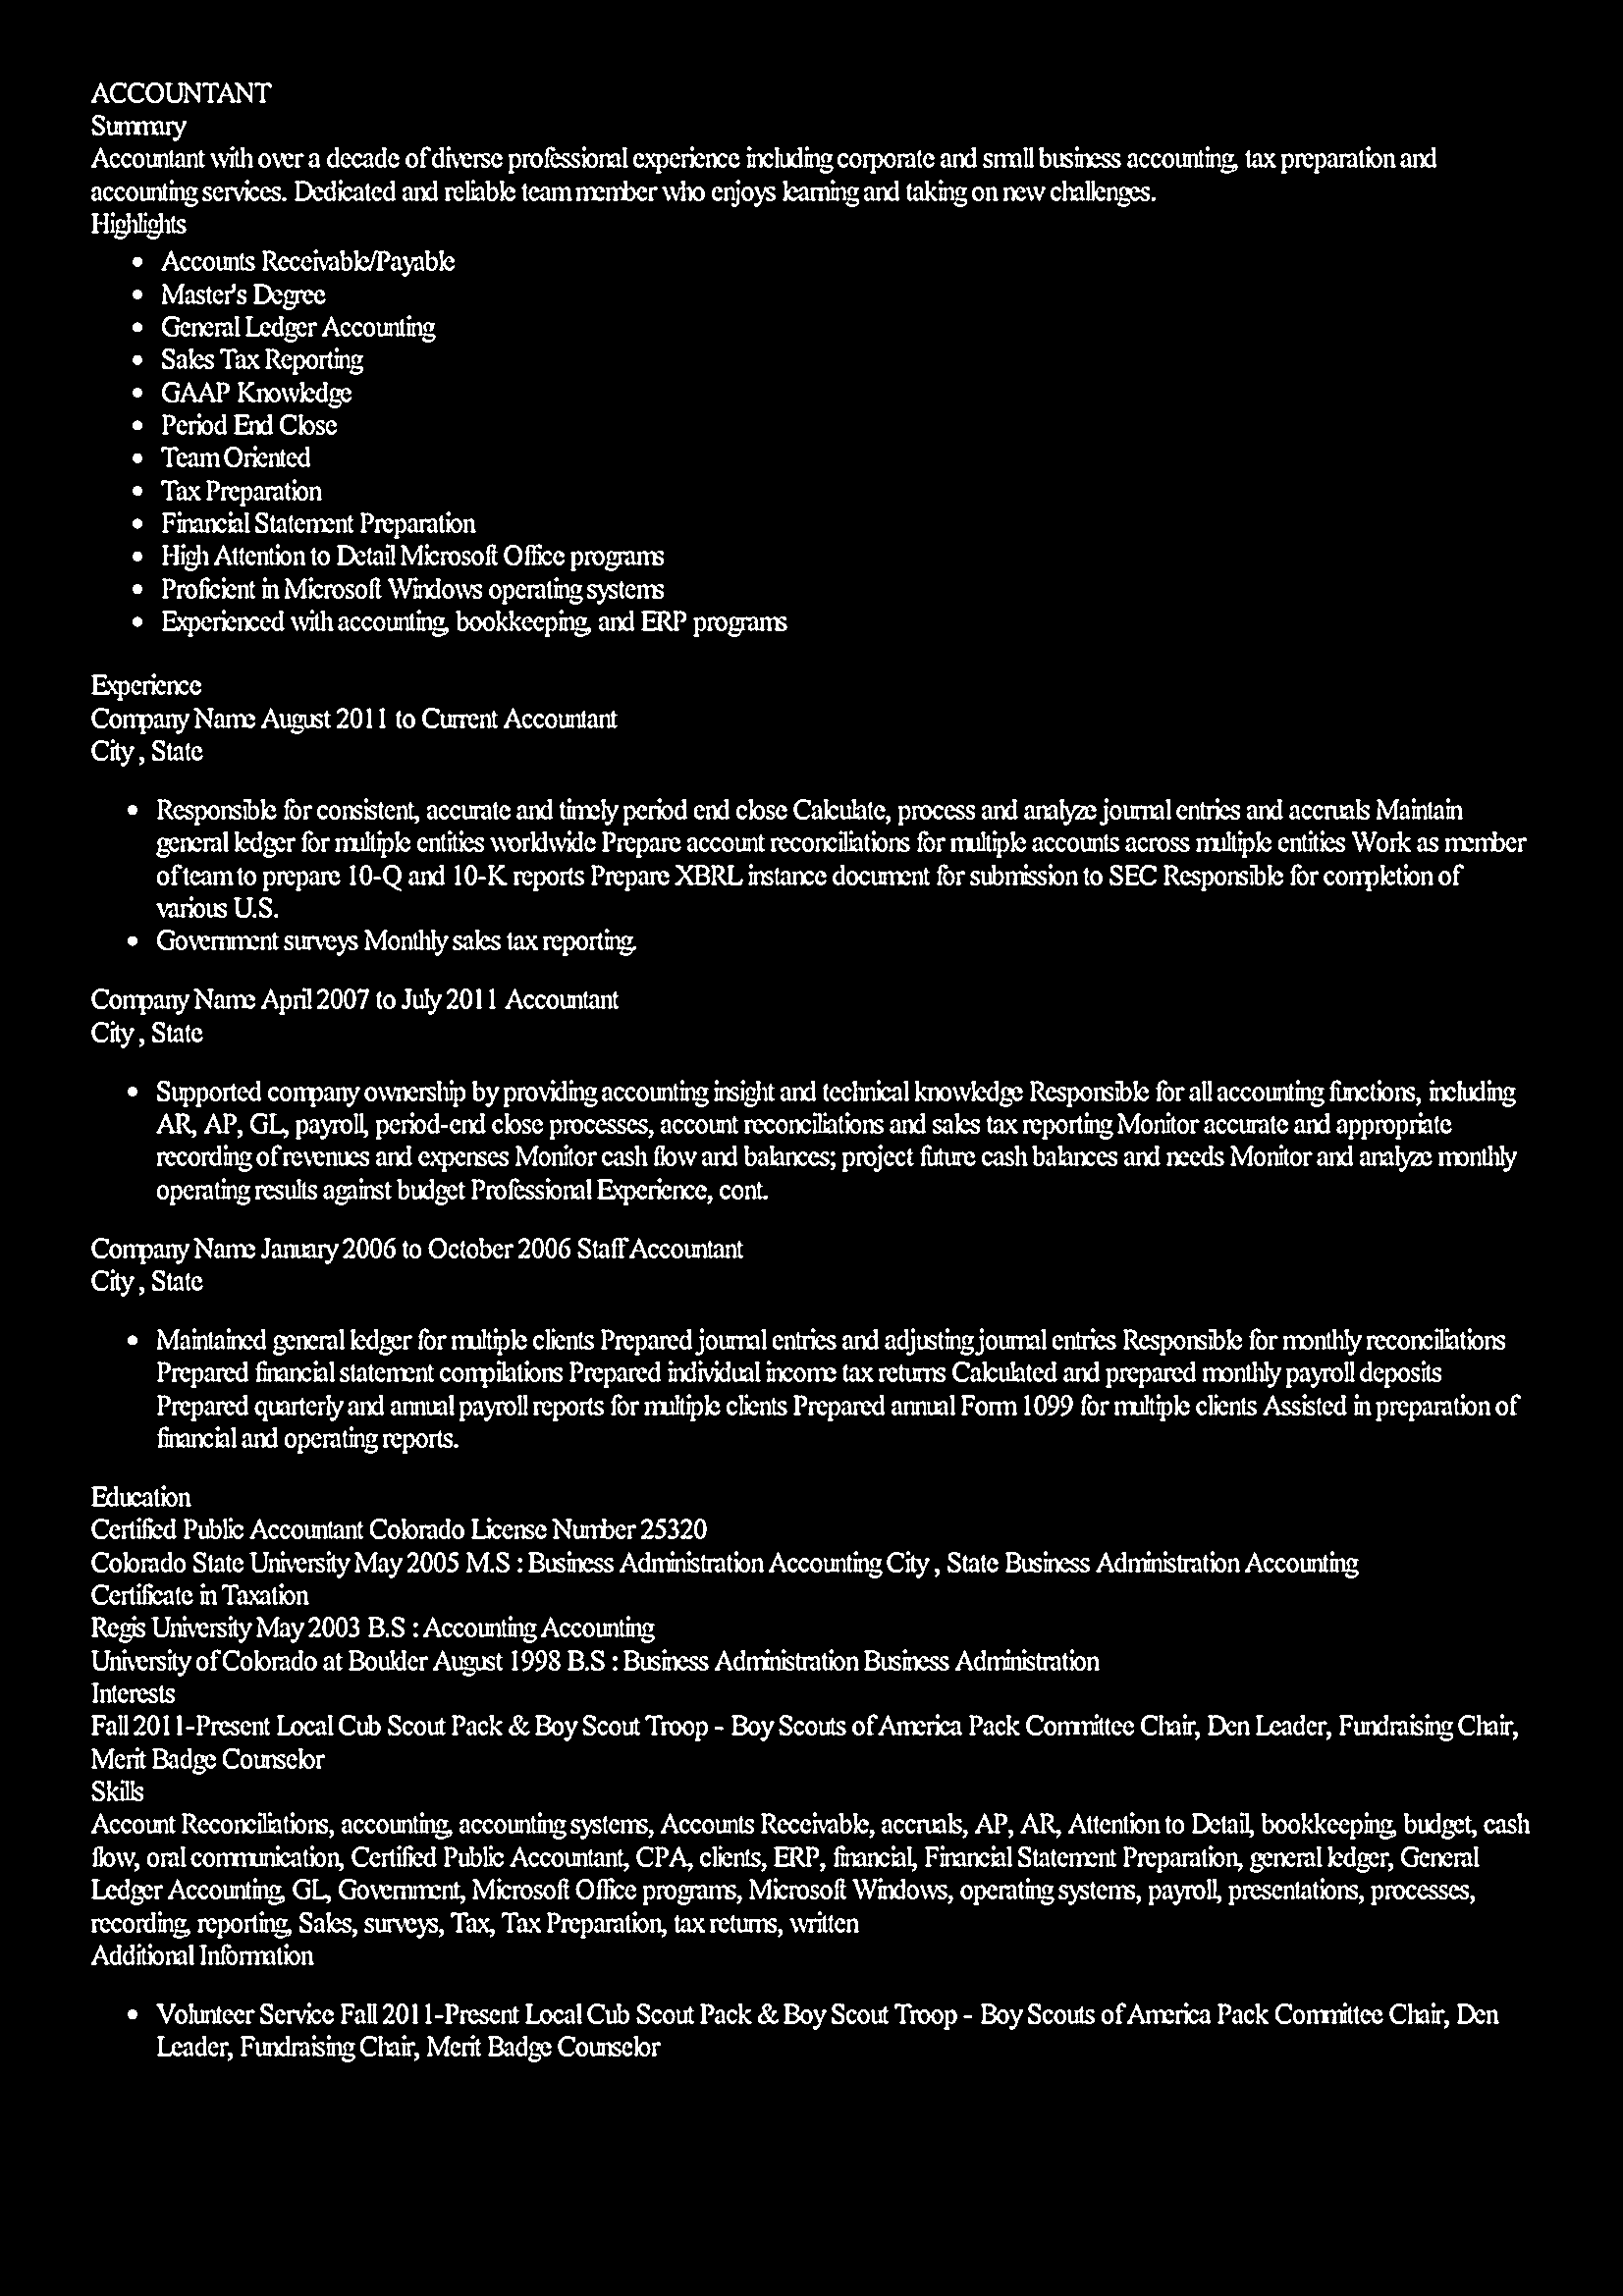 ACCOUNTANT
Summary
Accountant with over a decade of diverse professional experience including corporate and small business accounting, tax preparation and
accounting services. Dedicated and reliable team member who enjoys learning and taking on new challenges.
Highlights
• Accounts Receivable/Payable
• Master's Degree
• General Ledger Accounting
• Sales Tax Reporting
• GAAP Knowledge
• Period End Close
• Team Oriented
• Tax Preparation
• Financial Statement Preparation
• High Attention to Detail Microsoft Office programs
• Proficient in Microsoft Windows operating systems
• Experienced with accounting, bookkeeping, and ERP programs
Experience
Company Name August 2011 to Current Accountant
City , State
• Responsible for consistent, accurate and timely period end close Calculate, process and analyze journal entries and accruals Maintain
general ledger for multiple entities worldwide Prepare account reconciliations for multiple accounts across multiple entities Work as member
of team to prepare 10-Q and 10-K reports Prepare XBRL instance document for submission to SEC Responsible for completion of
various U.S.
• Government surveys Monthly sales tax reporting.
Company Name April 2007 to July 2011 Accountant
City , State
• Supported company ownership by providing accounting insight and technical knowledge Responsible for all accounting functions, including
AR, AP, GL, payroll, period-end close processes, account reconciliations and sales tax reporting Monitor accurate and appropriate
recording of revenues and expenses Monitor cash flow and balances; project future cash balances and needs Monitor and analyze monthly
operating results against budget Professional Experience, cont.
Company Name January 2006 to October 2006 Staff Accountant
City , State
• Maintained general ledger for multiple clients Prepared journal entries and adjusting journal entries Responsible for monthly reconciliations
Prepared financial statement compilations Prepared individual income tax returns Calculated and prepared monthly payroll deposits
Prepared quarterly and annual payroll reports for multiple clients Prepared annual Form 1099 for multiple clients Assisted in preparation of
financial and operating reports.
Education
Certified Public Accountant Colorado License Number 25320
Colorado State University May 2005 M.S : Business Administration Accounting City , State Business Administration Accounting
Certificate in Taxation
Regis University May 2003 B.S : Accounting Accounting
University of Colorado at Boulder August 1998 B.S : Business Administration Business Administration
Interests
Fall 2011-Present Local Cub Scout Pack & Boy Scout Troop - Boy Scouts of America Pack Committee Chair, Den Leader, Fundraising Chair,
Merit Badge Counselor
Skills
Account Reconciliations, accounting, accounting systems, Accounts Receivable, accruals, AP, AR, Attention to Detail, bookkeeping, budget, cash
flow, oral communication, Certified Public Accountant, CPA, clients, ERP, financial, Financial Statement Preparation, general ledger, General
Ledger Accounting, GL, Government, Microsoft Office programs, Microsoft Windows, operating systems, payroll, presentations, processes,
recording, reporting, Sales, surveys, Tax, Tax Preparation, tax returns, written
Additional Information
• Volunteer Service Fall 2011-Present Local Cub Scout Pack & Boy Scout Troop - Boy Scouts of America Pack Committee Chair, Den
Leader, Fundraising Chair, Merit Badge Counselor